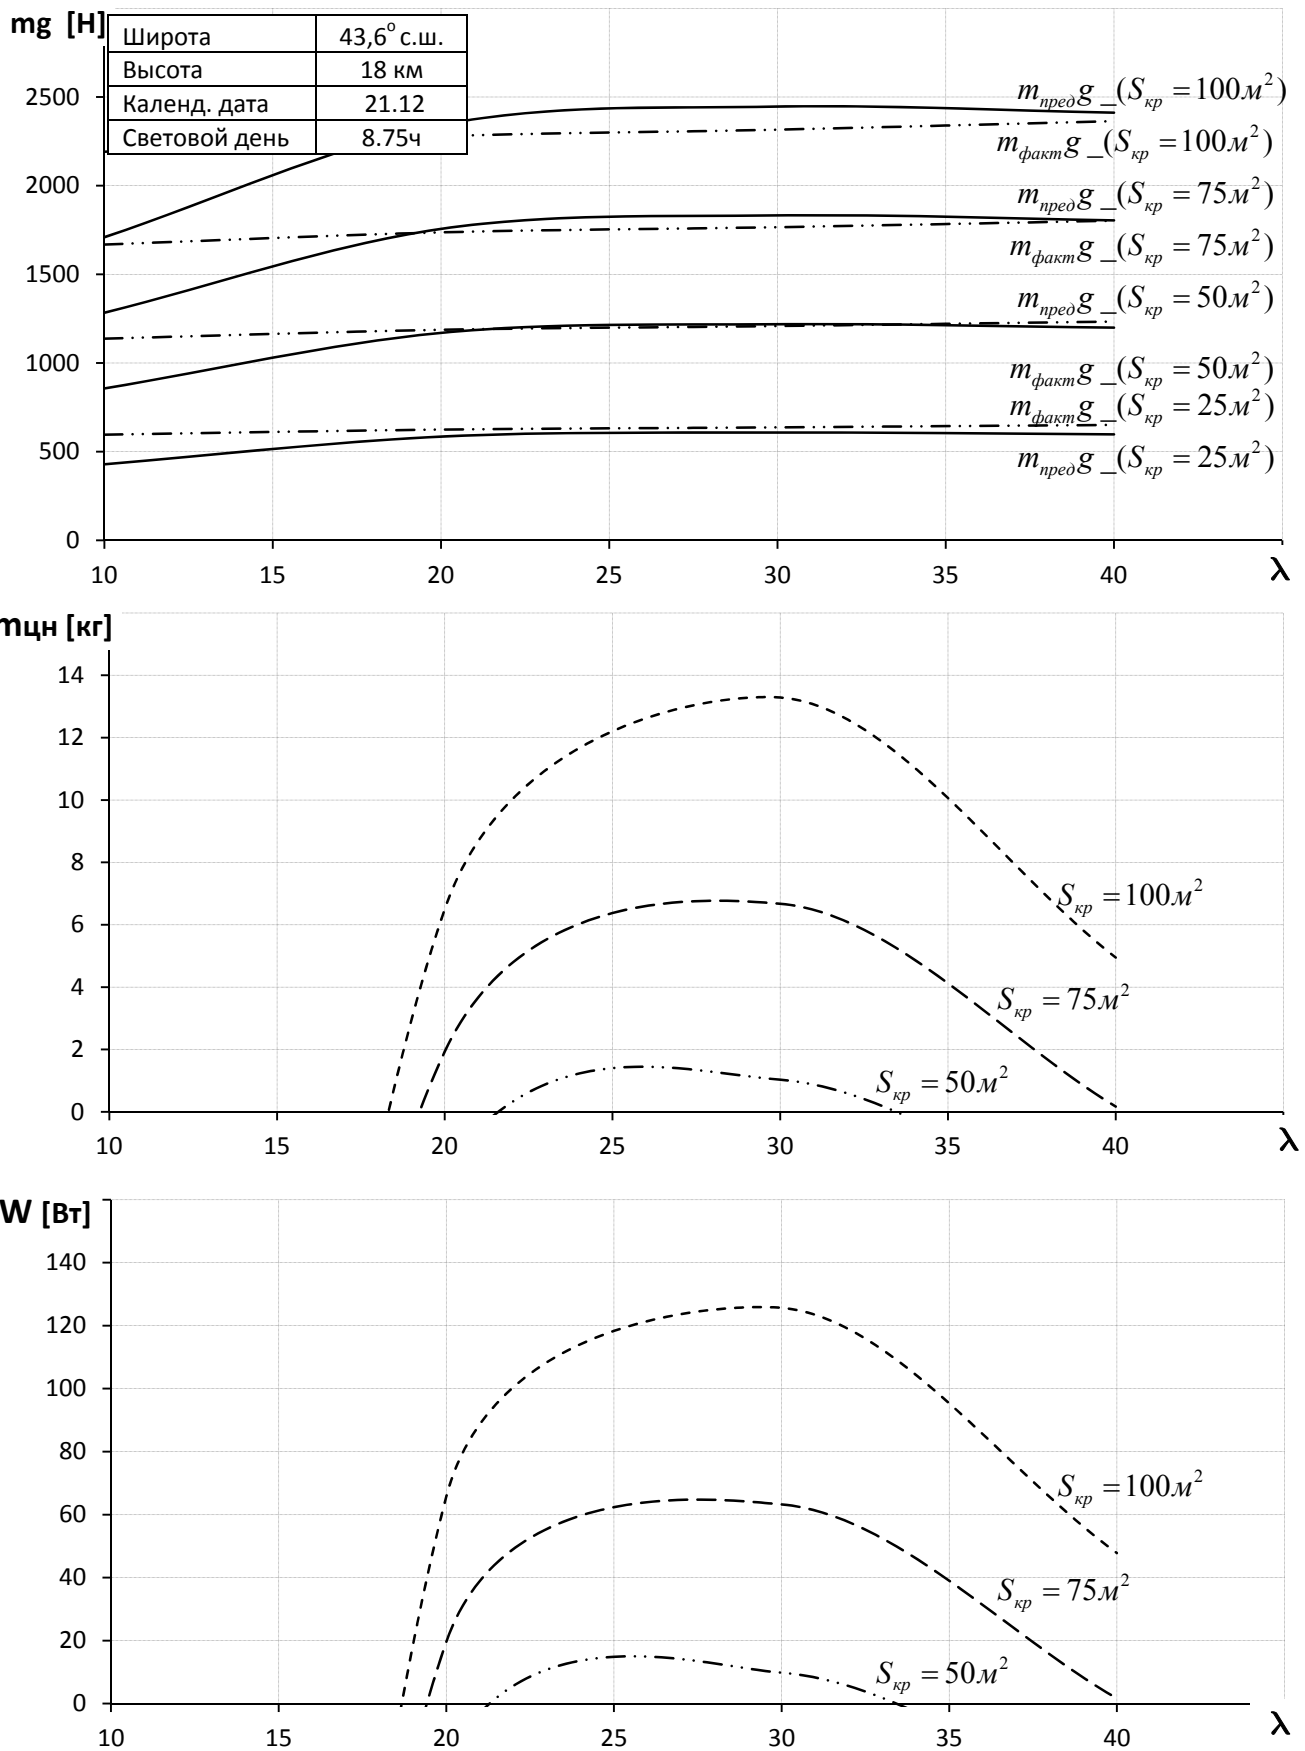 mg [Н]
Широта 43,6° с.ш.
Высота 18 км
Календ. дата 21.12
Световой день 8.75ч
2500
2000
1500
1000
500
0
m_пред g _(S_кр = 100м²)
m_факт g _(S_кр = 100м²)
m_пред g _(S_кр = 75м²)
m_факт g _(S_кр = 75м²)
m_пред g _(S_кр = 50м²)
m_факт g _(S_кр = 50м²)
m_факт g _(S_кр = 25м²)
m_пред g _(S_кр = 25м²)
10 15 20 25 30 35 40 λ
mцн [кг]
14
12
10
8
6
4
2
0
S_кр = 100м²
S_кр = 75м²
S_кр = 50м²
10 15 20 25 30 35 40 λ
W [Вт]
140
120
100
80
60
40
20
0
S_кр = 100м²
S_кр = 75м²
S_кр = 50м²
10 15 20 25 30 35 40 λ